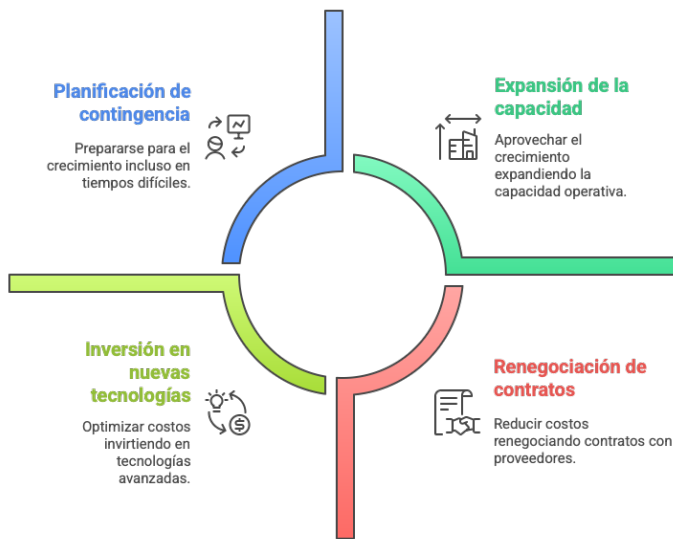 Planificación de
contingencia
Prepararse para el
crecimiento incluso en
tiempos difíciles.
Expansión de la
capacidad
Aprovechar el
crecimiento
expandiendo la
capacidad operativa.
Inversión en
nuevas
tecnologías
Optimizar costos
invirtiendo en
tecnologías
avanzadas.
Renegociación de
contratos
Reducir costos
renegociando contratos con
proveedores.